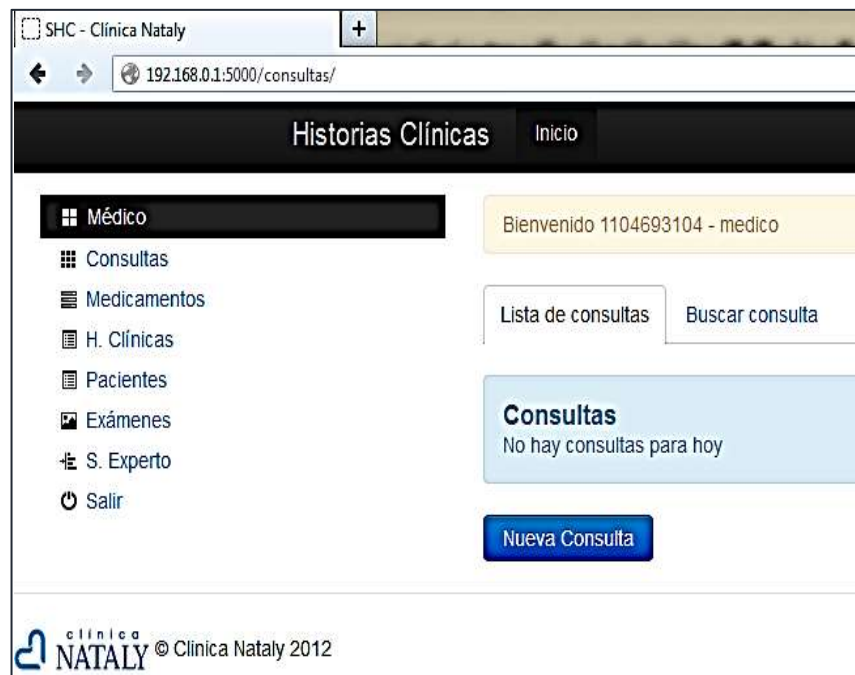 SHC - Clínica Nataly
+
192.168.0.1:5000/consultas/
Historias Clínicas Inicio
Médico
Consultas
Medicamentos
H. Clínicas
Pacientes
Exámenes
S. Experto
Salir
Bienvenido 1104693104 - medico
Lista de consultas Buscar consulta
Consultas
No hay consultas para hoy
Nueva Consulta
clínica
NATALY © Clinica Nataly 2012